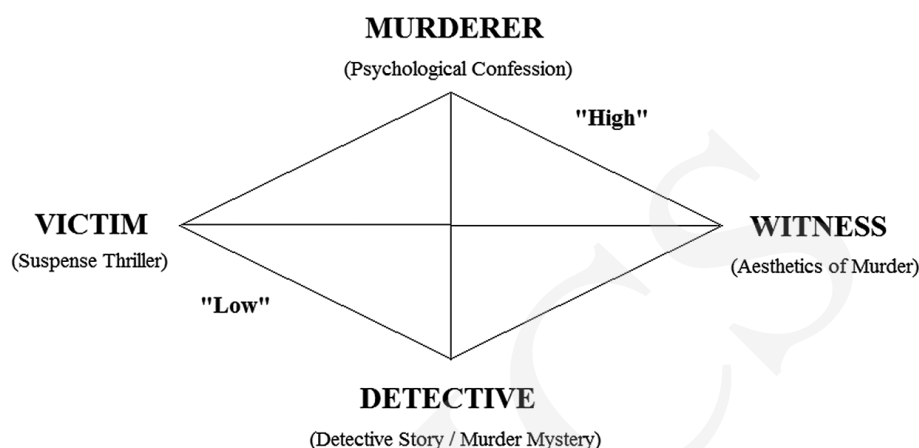 MURDERER
(Psychological Confession)
"High"
VICTIM
(Suspense Thriller)
WITNESS
(Aesthetics of Murder)
"Low"
DETECTIVE
(Detective Story / Murder Mystery)